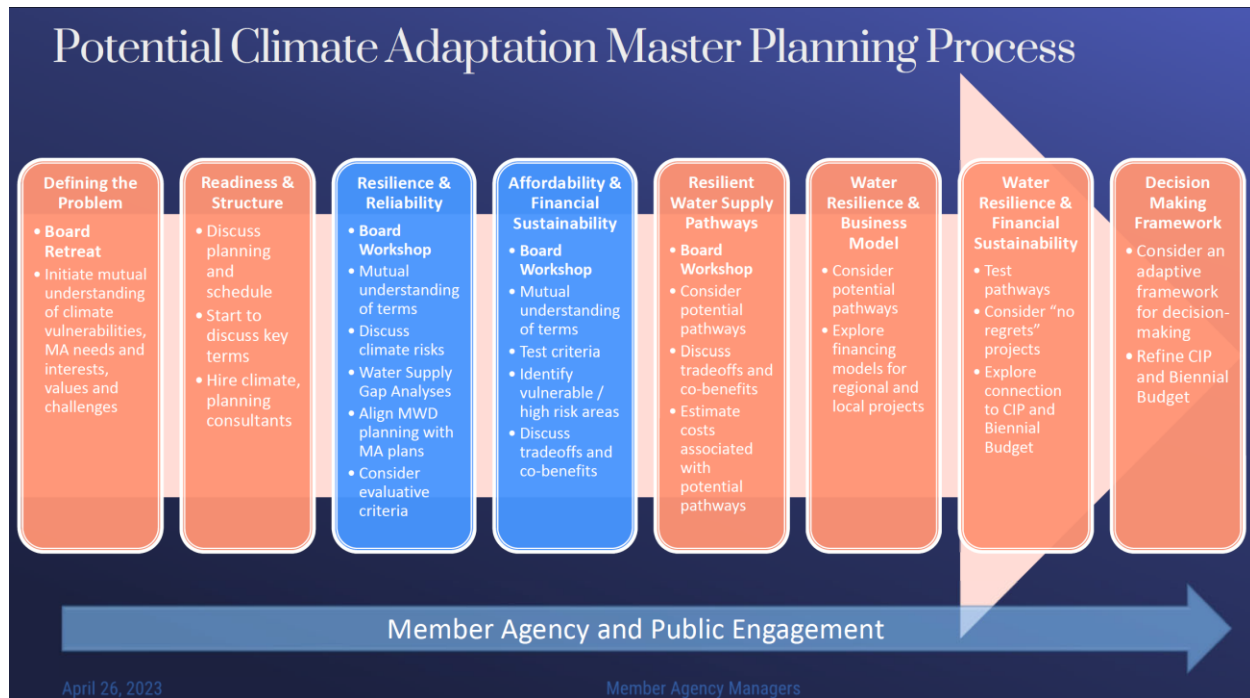 Potential Climate Adaptation Master Planning Process
Defining the
Problem
• Board
Retreat
• Initiate mutual
understanding
of climate
vulnerabilities,
MA needs and
interests,
values and
challenges
Readiness &
Structure
• Discuss
planning
and
schedule
• Start to
discuss key
terms
• Hire climate,
planning
consultants
Resilience &
Reliability
• Board
Workshop
• Mutual
understanding
of terms
• Discuss
climate risks
• Water Supply
Gap Analyses
• Align MWD
planning with
MA plans
• Consider
evaluative
criteria
Affordability &
Financial
Sustainability
• Board
Workshop
• Mutual
understanding
of terms
• Test criteria
• Identify
vulnerable /
high risk areas
• Discuss
tradeoffs and
co-benefits
Resilient
Water Supply
Pathways
• Board
Workshop
• Consider
potential
pathways
• Discuss
tradeoffs and
co-benefits
• Estimate
costs
associated
with
potential
pathways
Water
Resilience &
Business
Model
• Consider
potential
pathways
• Explore
financing
models for
regional and
local projects
Water
Resilience &
Financial
Sustainability
• Test
pathways
• Consider “no
regrets”
projects
• Explore
connection
to CIP and
Biennial
Budget
Decision
Making
Framework
• Consider an
adaptive
framework
for decision-
making
• Refine CIP
and Biennial
Budget
Member Agency and Public Engagement
April 26, 2023
Member Agency Managers